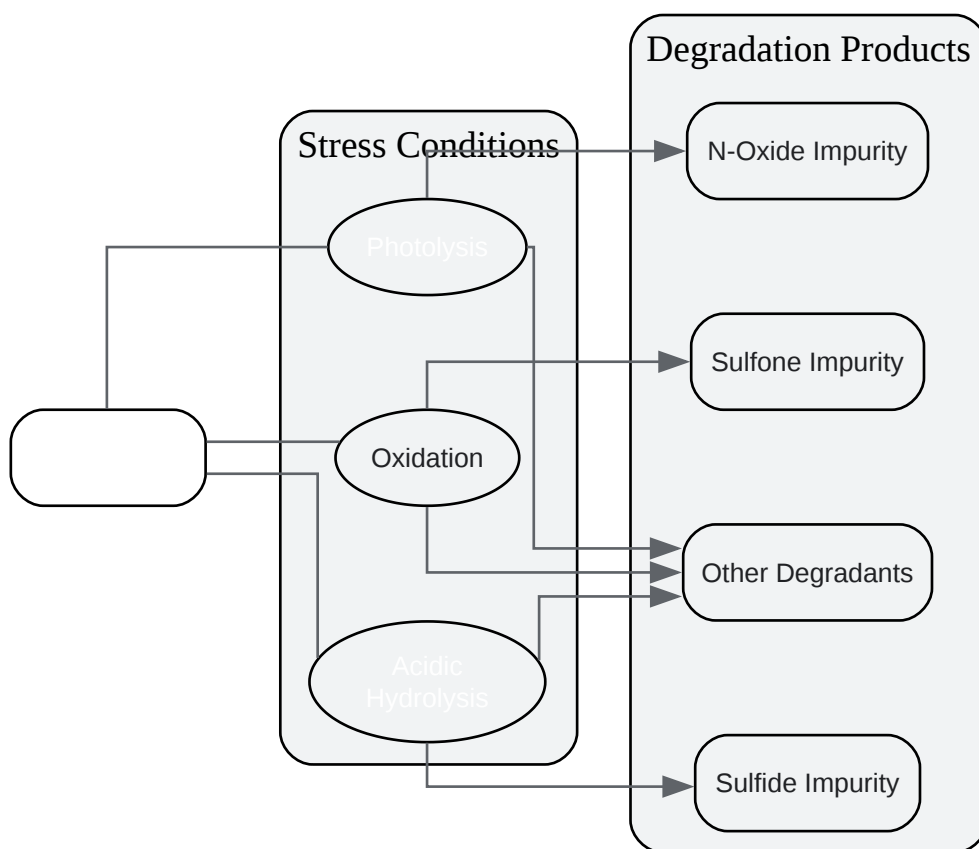 Degradation Products
Stress Conditions
N-Oxide Impurity
Photolysis
Sulfone Impurity
Oxidation
Other Degradants
Acidic
Hydrolysis
Sulfide Impurity